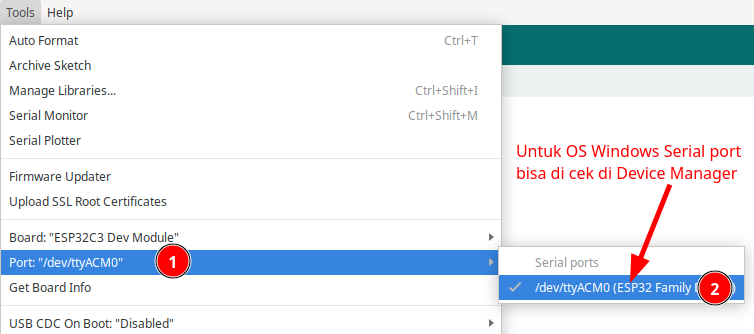 Tools Help
Auto Format Ctrl+T
Archive Sketch
Manage Libraries... Ctrl+Shift+I
Serial Monitor Ctrl+Shift+M
Serial Plotter
Untuk OS Windows Serial port
bisa di cek di Device Manager
Firmware Updater
Upload SSL Root Certificates
Board: "ESP32C3 Dev Module"
Port: "/dev/ttyACM0" 1
Serial ports
Get Board Info
/dev/ttyACM0 (ESP32 Family 2
USB CDC On Boot: "Disabled"